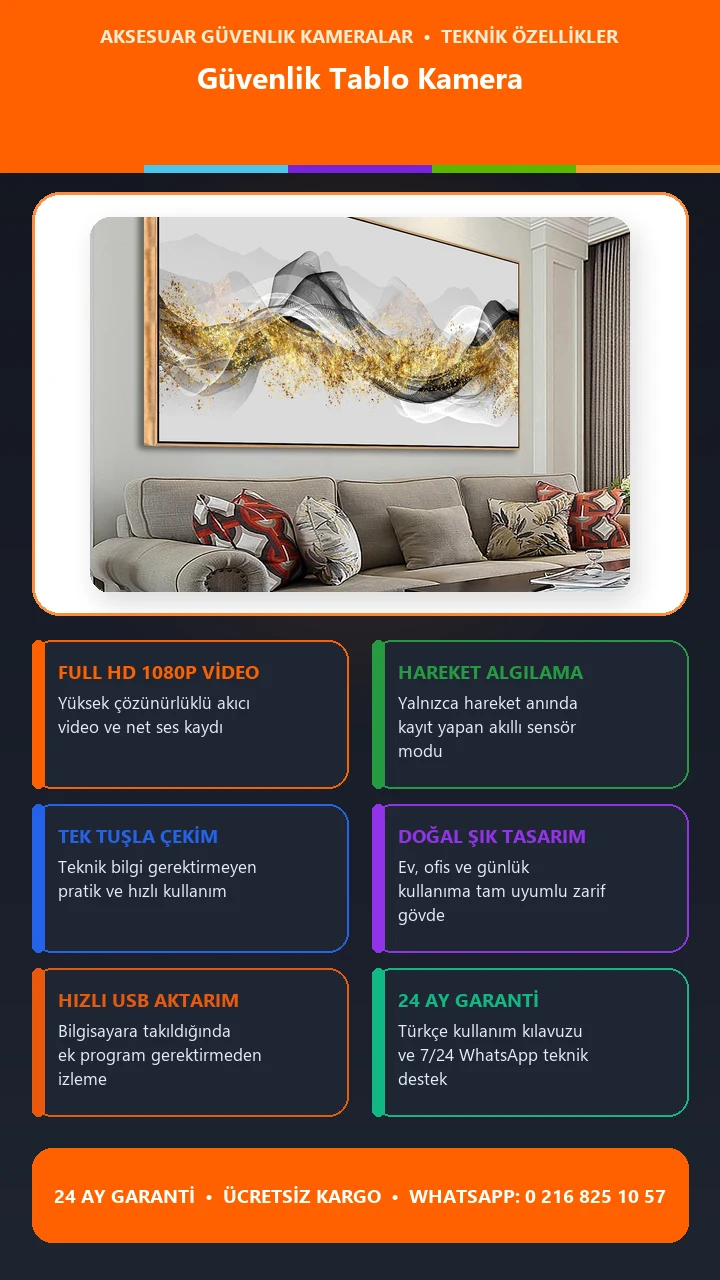 AKSESUAR GÜVENLIK KAMERALAR • TEKNİK ÖZELLİKLER
Güvenlik Tablo Kamera
FULL HD 1080P VİDEO
Yüksek çözünürlüklü akıcı
video ve net ses kaydı
HAREKET ALGILAMA
Yalnızca hareket anında
kayıt yapan akıllı sensör
modu
TEK TUŞLA ÇEKİM
Teknik bilgi gerektirmeyen
pratik ve hızlı kullanım
DOĞAL ŞIK TASARIM
Ev, ofis ve günlük
kullanıma tam uyumlu zarif
gövde
HIZLI USB AKTARIM
Bilgisayara takıldığında
ek program gerektirmeden
izleme
24 AY GARANTİ
Türkçe kullanım kılavuzu
ve 7/24 WhatsApp teknik
destek
24 AY GARANTİ • ÜCRETSİZ KARGO • WHATSAPP: 0 216 825 10 57